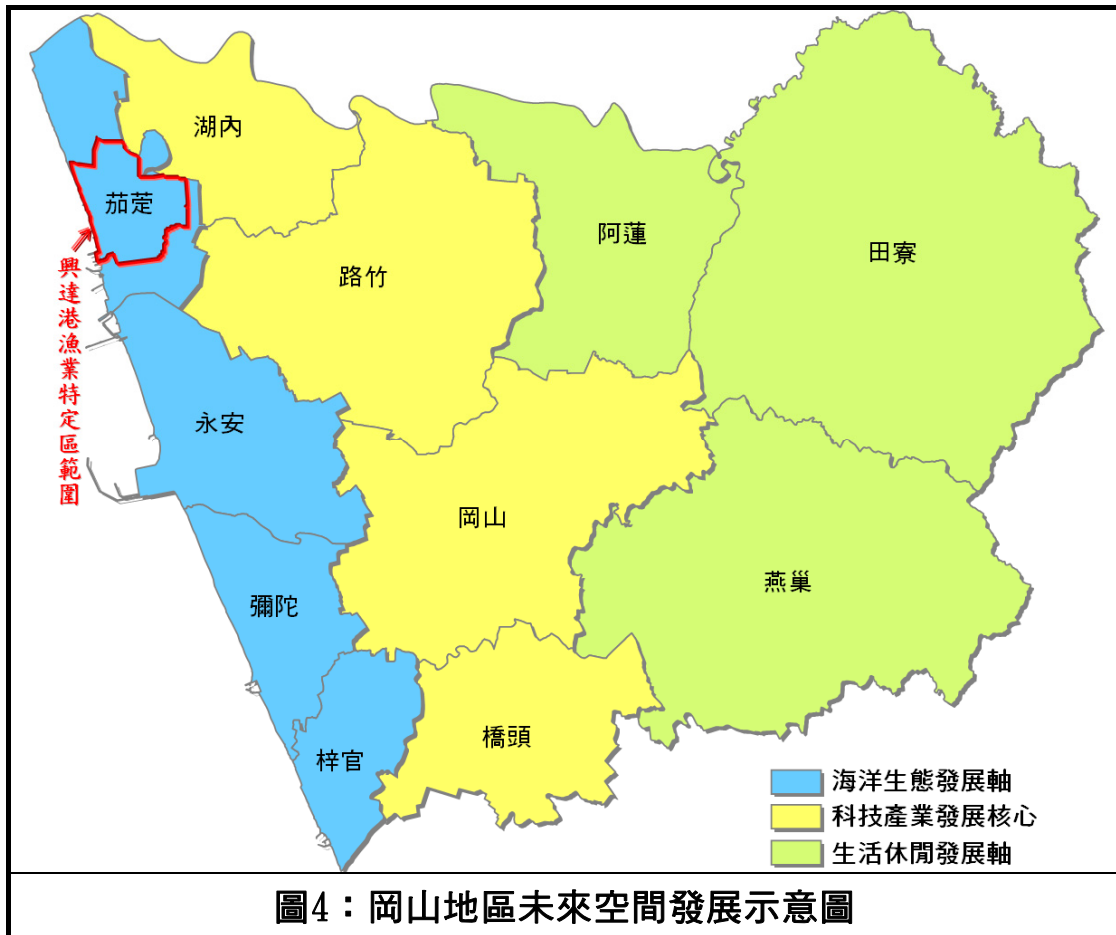 湖內
茄萣
阿蓮
田寮
路竹
興達港漁業特定區範圍
永安
岡山
燕巢
彌陀
橋頭
梓官
海洋生態發展軸
科技產業發展核心
生活休閒發展軸
圖4：岡山地區未來空間發展示意圖